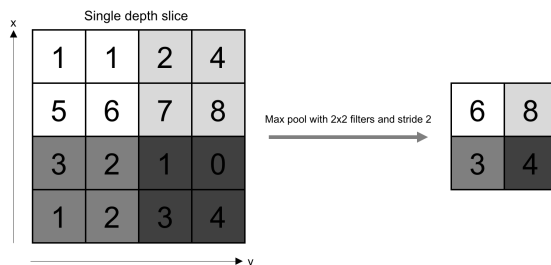 Single depth slice
x
1 1 2 4
5 6 7 8
3 2 1 0
1 2 3 4
y
Max pool with 2x2 filters and stride 2
6 8
3 4